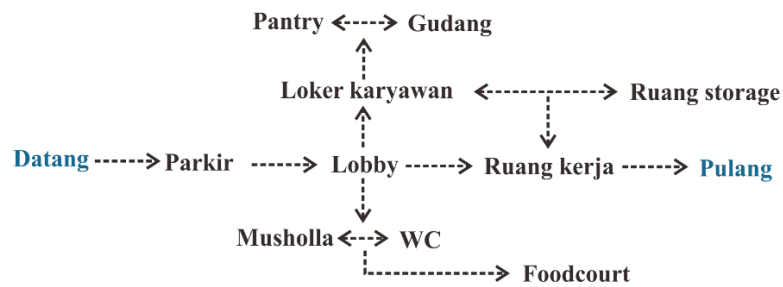 Pantry Gudang
Loker karyawan Ruang storage
Datang Parkir Lobby Ruang kerja Pulang
Musholla WC
Foodcourt